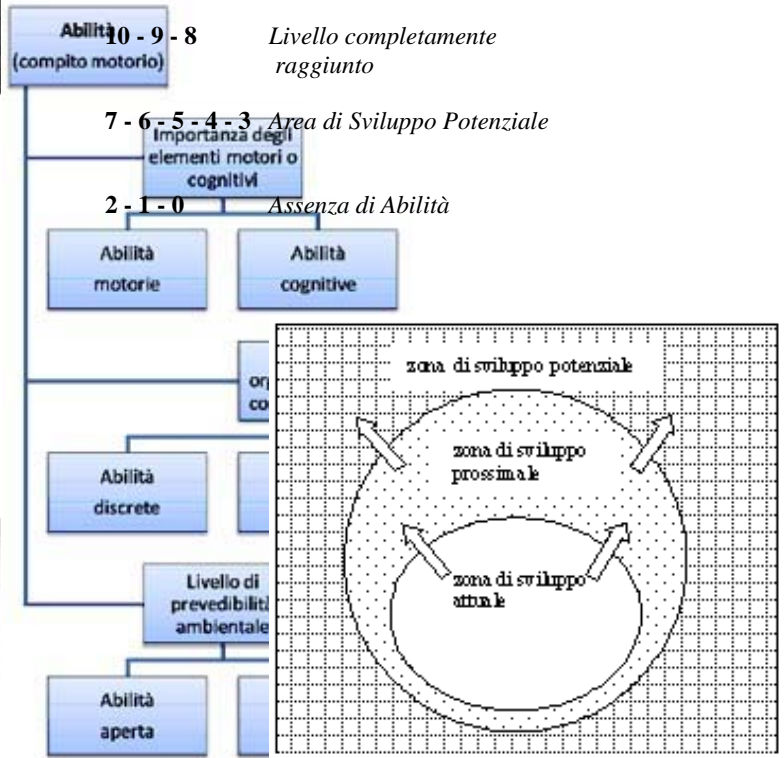 Abilità
(compito motorio)
10 - 9 - 8 Livello completamente
raggiunto
7 - 6 - 5 - 4 - 3 Area di Sviluppo Potenziale
Importanza degli
elementi motori o
cognitivi
2 - 1 - 0 Assenza di Abilità
Abilità
motorie
Abilità
cognitive
zona di sviluppo potenziale
zona di sviluppo
prossimale
Abilità
discrete
zona di sviluppo
attuale
Livello di
prevedibilità
ambientale
Abilità
aperta